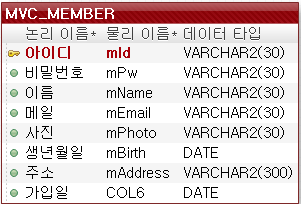 MVC_MEMBER
논리 이름* 물리 이름* 데이터 타입
아이디 mId VARCHAR2(30)
비밀번호 mPw VARCHAR2(30)
이름 mName VARCHAR2(30)
메일 mEmail VARCHAR2(30)
사진 mPhoto VARCHAR2(30)
생년월일 mBirth DATE
주소 mAddress VARCHAR2(300)
가입일 COL6 DATE